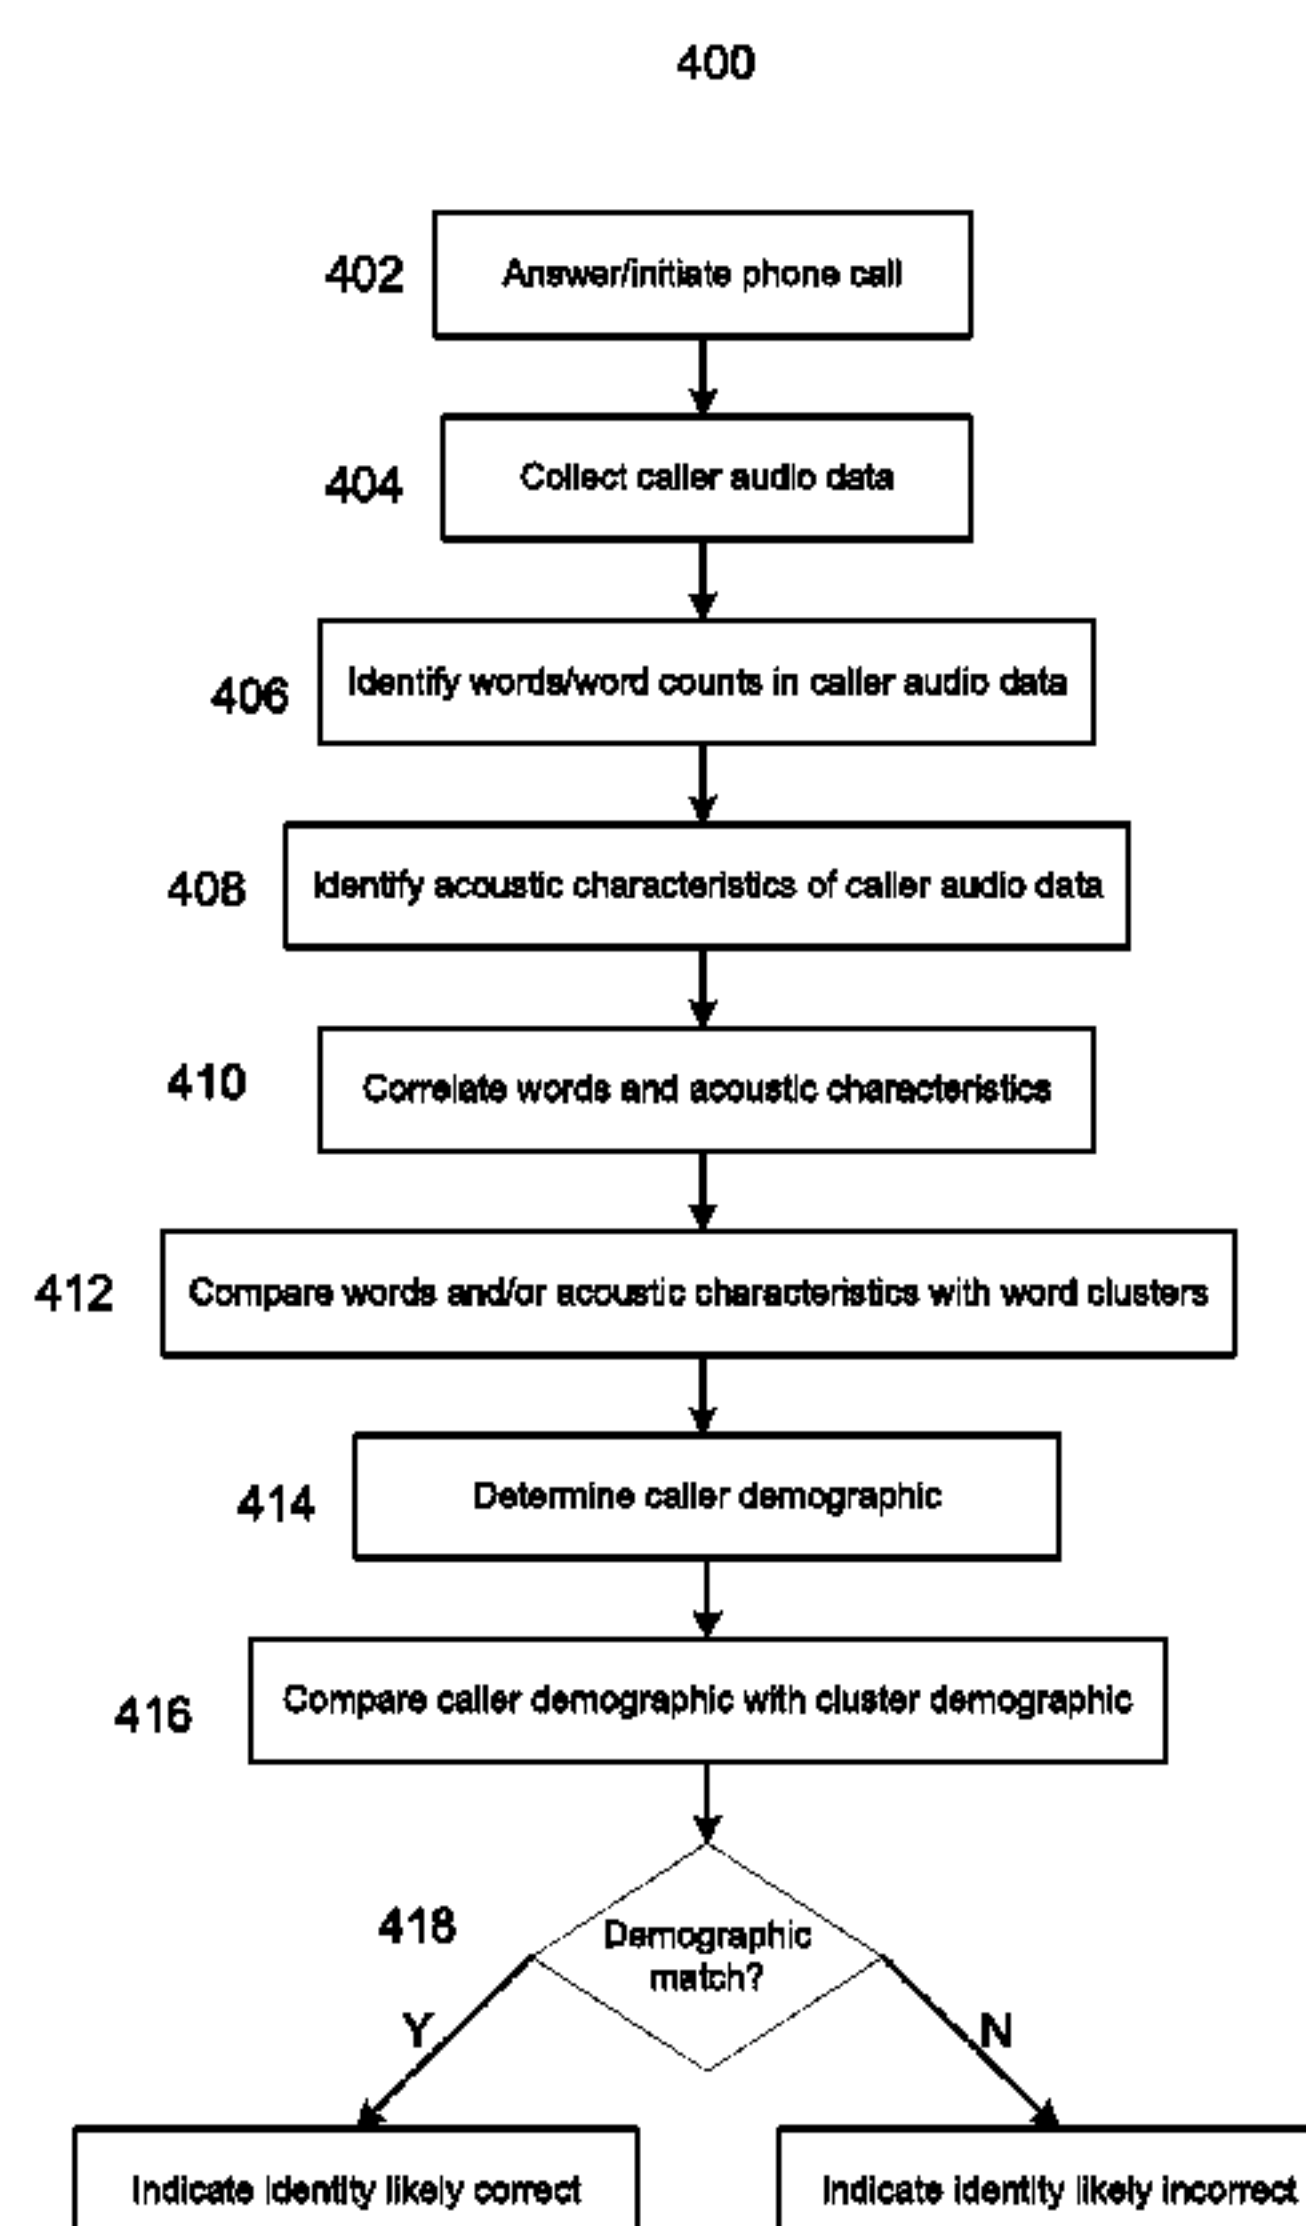 400
402
Answer/initiate phone call
404
Collect caller audio data
406
Identify words/word counts in caller audio data
408
Identify acoustic characteristics of caller audio data
410
Correlate words and acoustic characteristics
412
Compare words and/or acoustic characteristics with word clusters
414
Determine caller demographic
416
Compare caller demographic with cluster demographic
418
Demographic
match?
Y
N
Indicate identity likely correct
Indicate identity likely incorrect